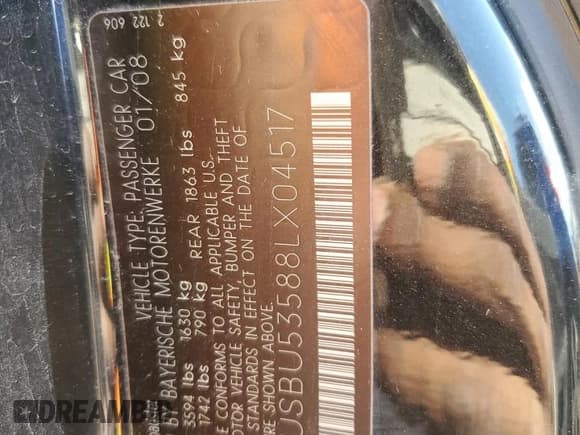 2 122 606
VEHICLE TYPE: PASSENGER CAR
BY BAYERISCHE MOTORENWERKE 01/08
3594 lbs 1630 kg
1742 lbs 790 kg REAR 1863 lbs 845 kg
CONFORMS TO ALL APPLICABLE U.S.
MOTOR VEHICLE SAFETY, BUMPER AND THEFT
STANDARDS IN EFFECT ON THE DATE OF
SHOWN ABOVE.
USBU53588LX04517
DREAMBID